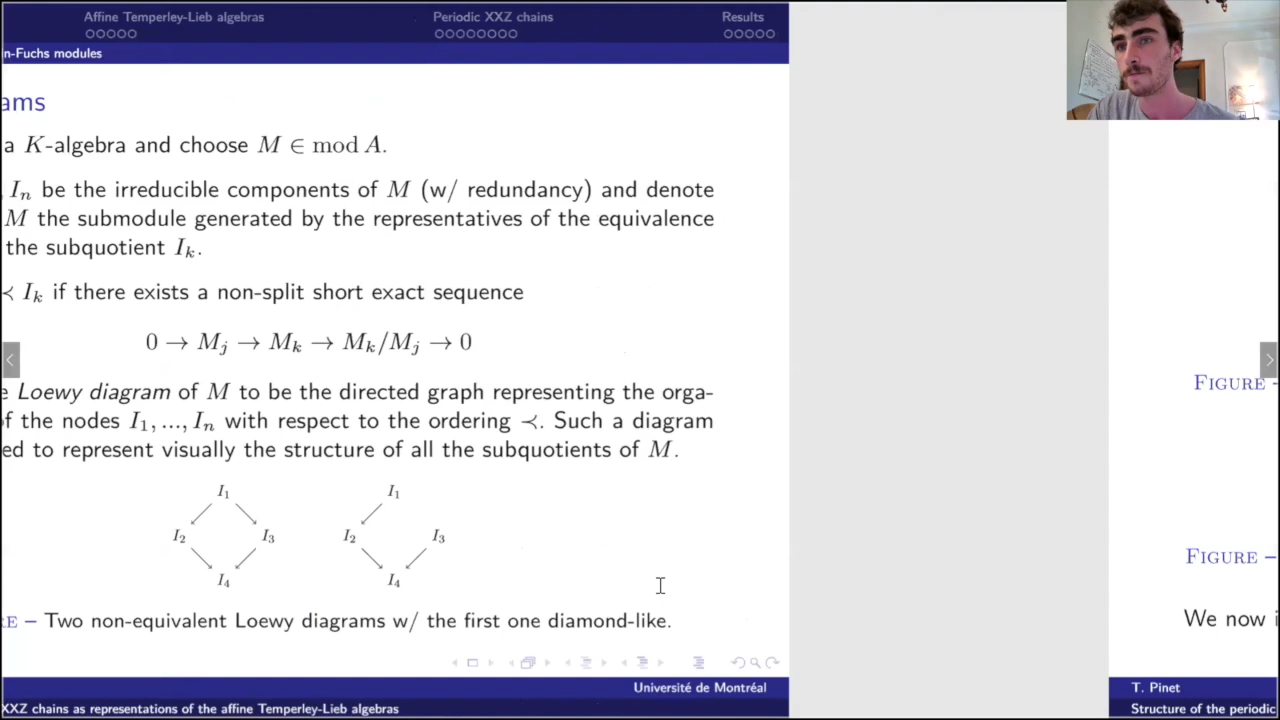 Affine Temperley-Lieb algebras Periodic XXZ chains Results
n-Fuchs modules
ams
a K-algebra and choose M ∈ mod A.
I_n be the irreducible components of M (w/ redundancy) and denote
M the submodule generated by the representatives of the equivalence
the subquotient I_k.
≺ I_k if there exists a non-split short exact sequence
0 → M_j → M_k → M_k/M_j → 0
e Loewy diagram of M to be the directed graph representing the orga-
of the nodes I_1, ..., I_n with respect to the ordering ≺. Such a diagram
ed to represent visually the structure of all the subquotients of M.
I_1 I_1
I_2 I_3 I_2 I_3
I_4 I_4
E – Two non-equivalent Loewy diagrams w/ the first one diamond-like.
Université de Montréal
XXZ chains as representations of the affine Temperley-Lieb algebras
FIGURE –
FIGURE –
We now i
T. Pinet
Structure of the periodic